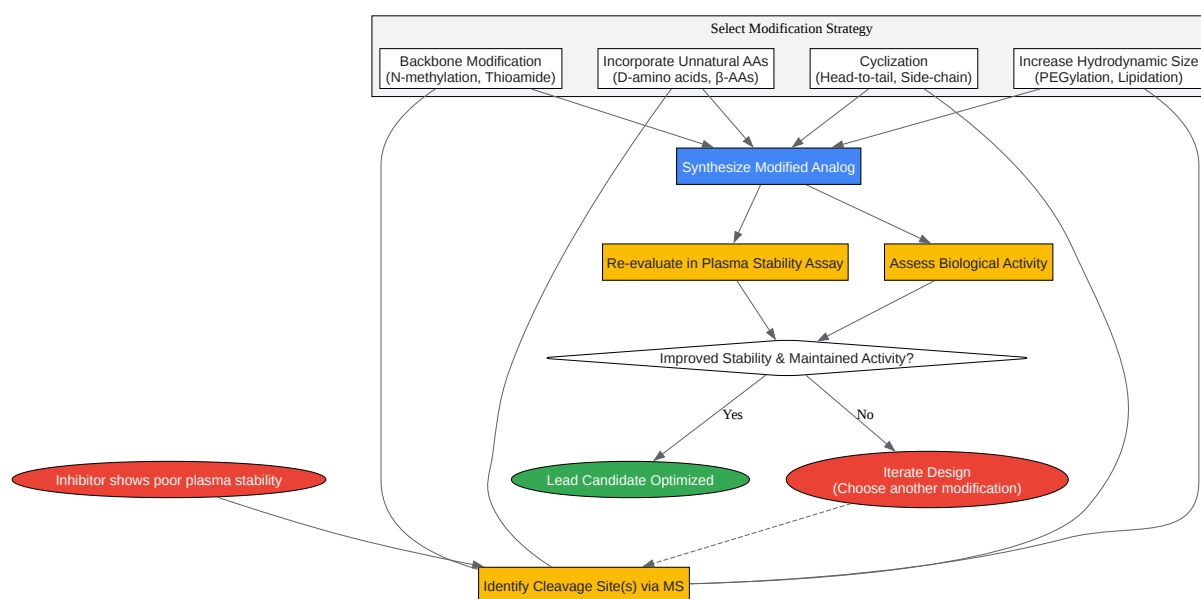 Select Modification Strategy
Backbone Modification
(N-methylation, Thioamide)
Incorporate Unnatural AAs
(D-amino acids, β-AAs)
Cyclization
(Head-to-tail, Side-chain)
Increase Hydrodynamic Size
(PEGylation, Lipidation)
Synthesize Modified Analog
Re-evaluate in Plasma Stability Assay
Assess Biological Activity
Improved Stability & Maintained Activity?
Yes
No
Inhibitor shows poor plasma stability
Lead Candidate Optimized
Iterate Design
(Choose another modification)
Identify Cleavage Site(s) via MS